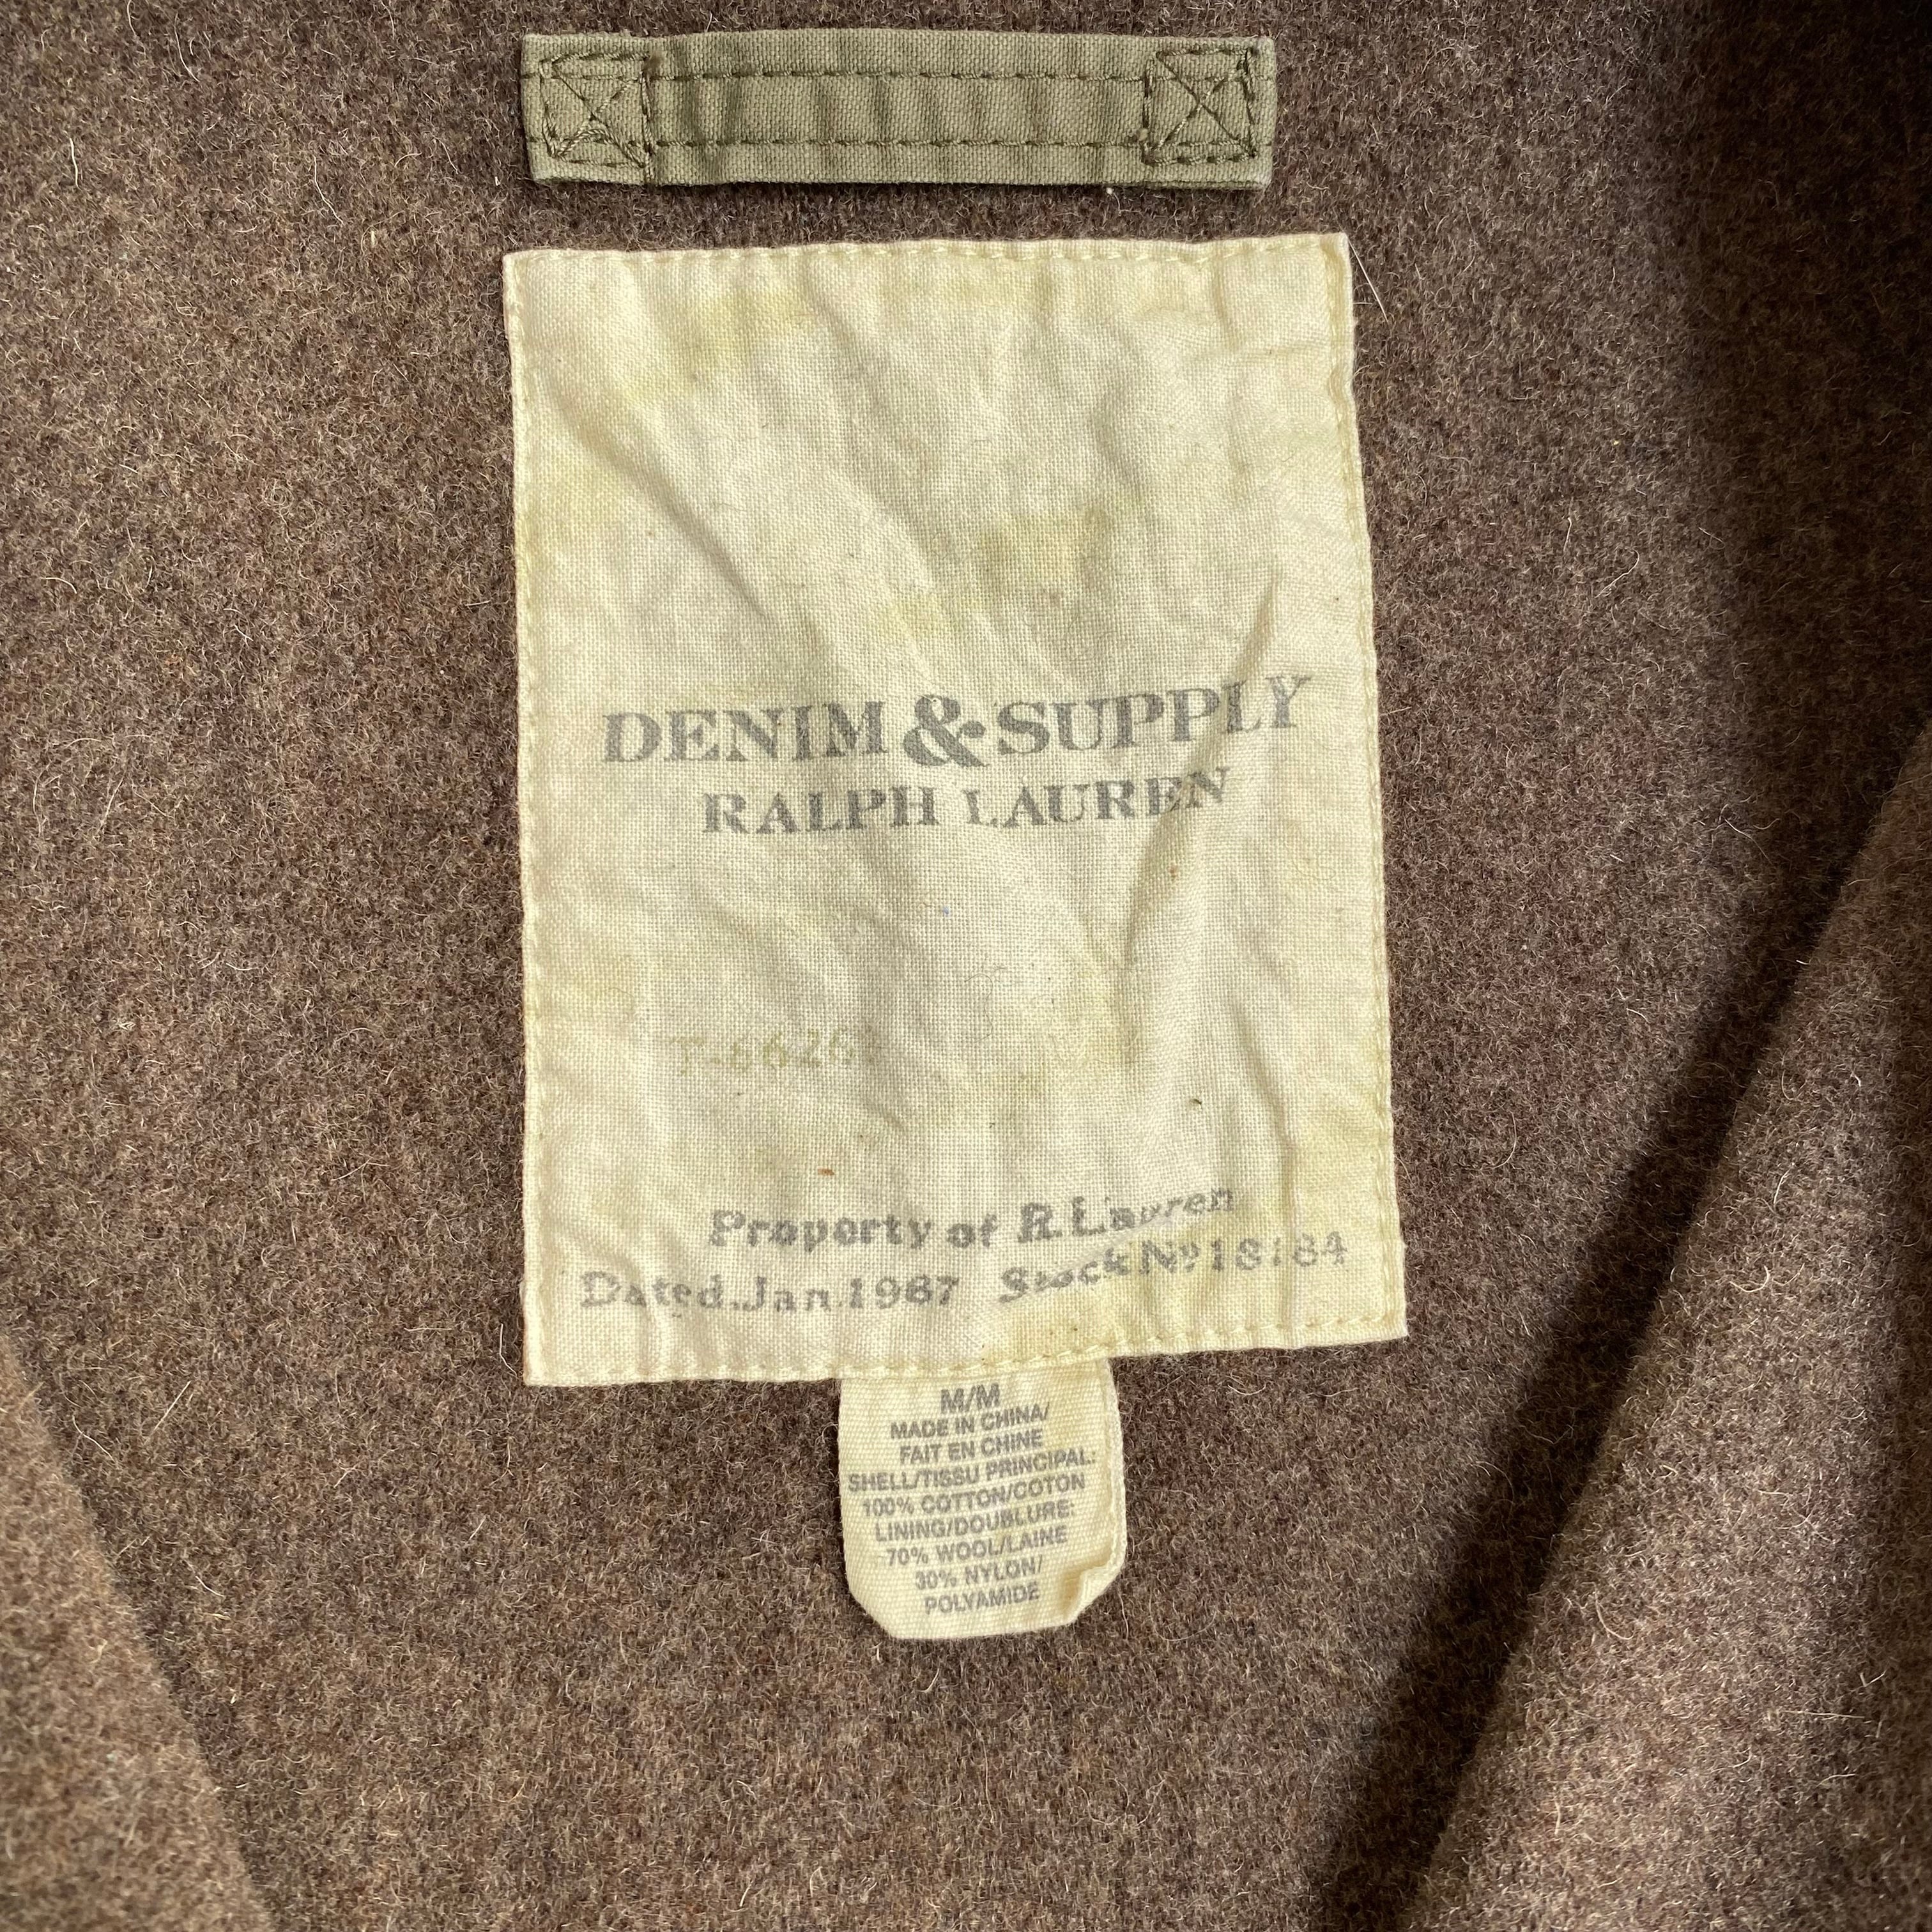 DENIM & SUPPLY
RALPH LAUREN
Property of R. Lauren
Dated.Jan.1967 Stock Nº 18184
M/M
MADE IN CHINA/
FAIT EN CHINE
SHELL/TISSU PRINCIPAL:
100% COTTON/COTON
LINING/DOUBLURE:
70% WOOL/LAINE
30% NYLON/
POLYAMIDE